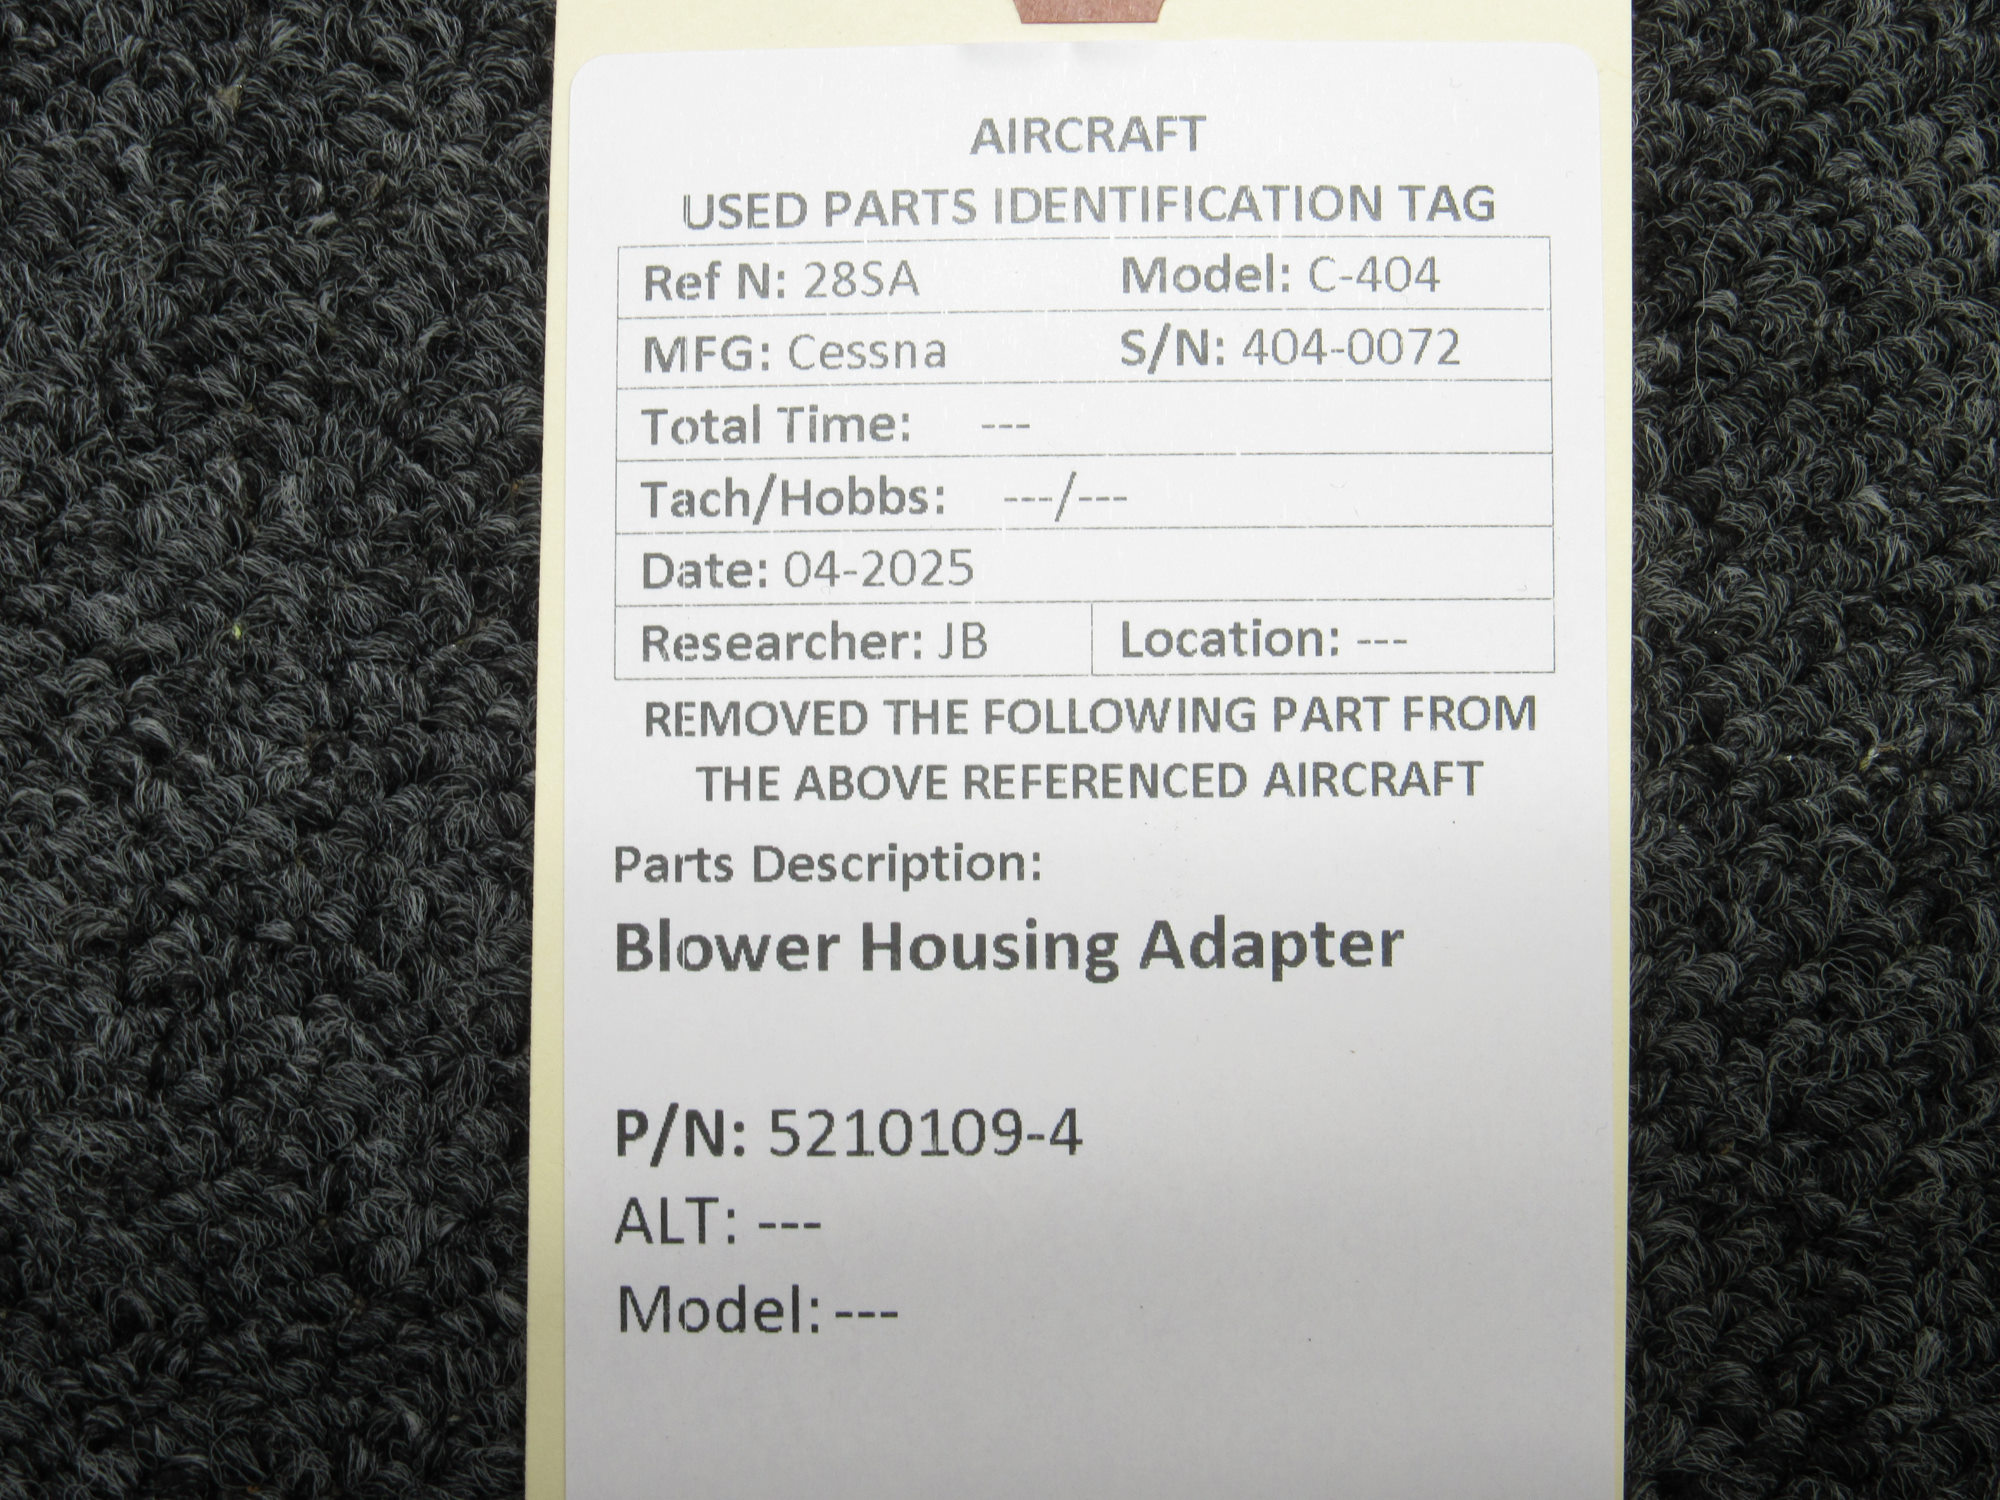 AIRCRAFT
USED PARTS IDENTIFICATION TAG
Ref N: 28SA Model: C-404
MFG: Cessna S/N: 404-0072
Total Time: ---
Tach/Hobbs: ---/---
Date: 04-2025
Researcher: JB Location: ---
REMOVED THE FOLLOWING PART FROM
THE ABOVE REFERENCED AIRCRAFT
Parts Description:
Blower Housing Adapter
P/N: 5210109-4
ALT: ---
Model: ---